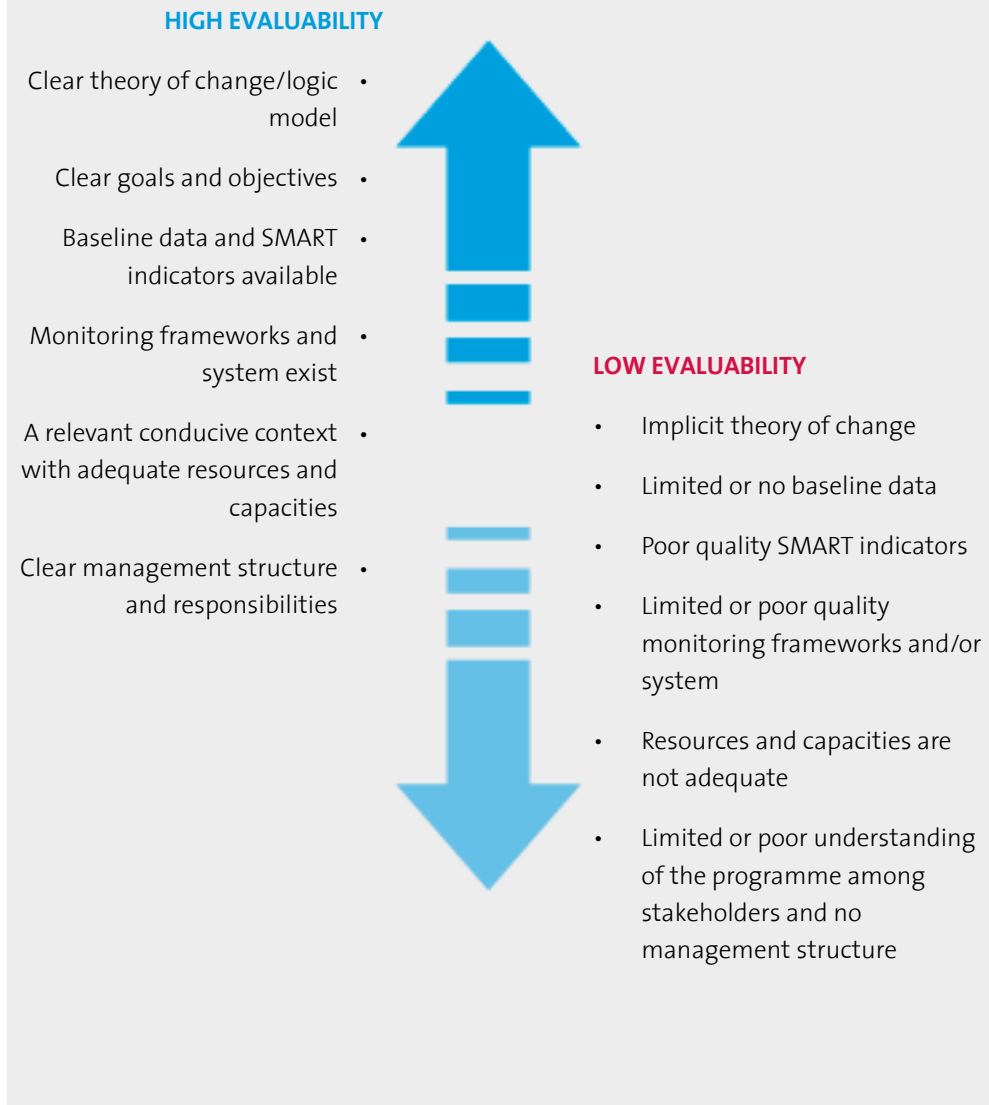 HIGH EVALUABILITY
Clear theory of change/logic •
model
Clear goals and objectives •
Baseline data and SMART •
indicators available
Monitoring frameworks and •
system exist
A relevant conducive context •
with adequate resources and
capacities
Clear management structure •
and responsibilities
LOW EVALUABILITY
• Implicit theory of change
• Limited or no baseline data
• Poor quality SMART indicators
• Limited or poor quality
monitoring frameworks and/or
system
• Resources and capacities are
not adequate
• Limited or poor understanding
of the programme among
stakeholders and no
management structure